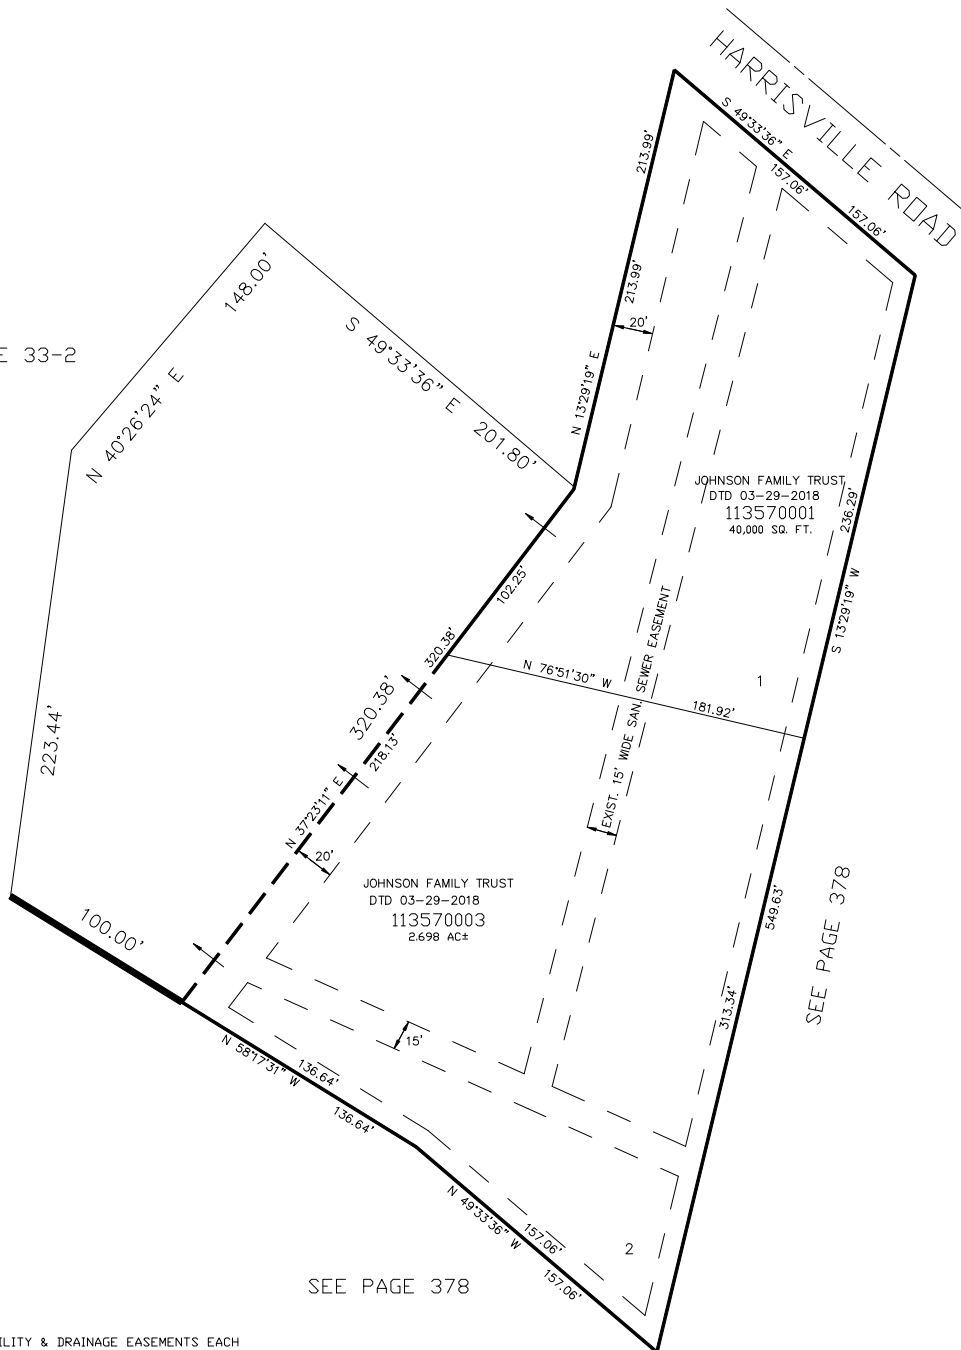 HARRISVILLE ROAD
S 49°33'36" E
157.06'
157.06'
213.99'
213.99'
20'
N 13°29'19" E
148.00'
N 40°26'24" E
S 49°33'36" E 201.80'
33-2
JOHNSON FAMILY TRUST
DTD 03-29-2018
113570001
40,000 SQ. FT.
236.29'
S 13°29'19" W
102.25'
320.38'
N 76°51'30" W
181.92'
1
EXIST. 15' WIDE SAN. SEWER EASEMENT
320.38'
218.13'
223.44'
N 37°23'11" E
20'
JOHNSON FAMILY TRUST
DTD 03-29-2018
113570003
2.698 AC±
549.63'
SEE PAGE 378
313.34'
100.00'
15'
N 58°17'31" W
136.64'
136.64'
N 49°33'36" W
157.06'
157.06'
2
SEE PAGE 378
& DRAINAGE EASEMENTS EACH